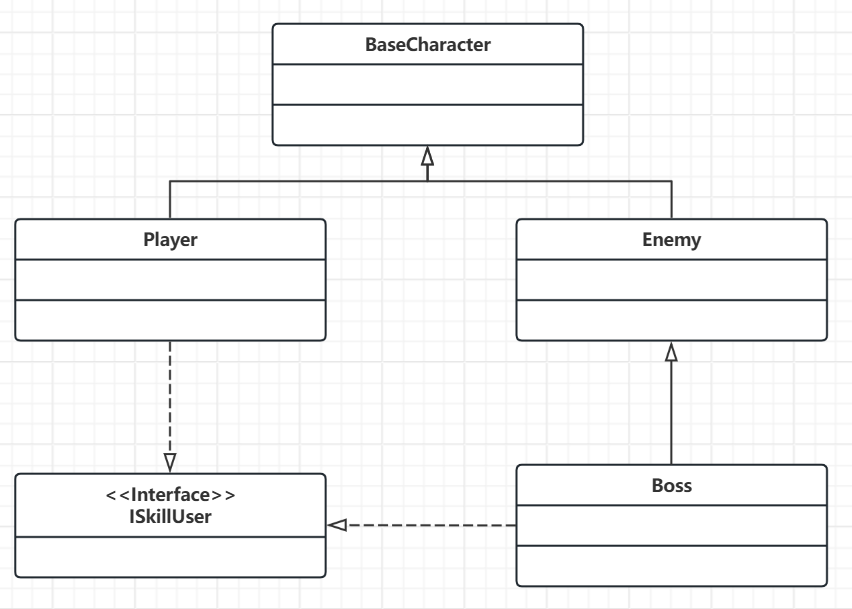 BaseCharacter
Player
Enemy
<<Interface>>
ISkillUser
Boss